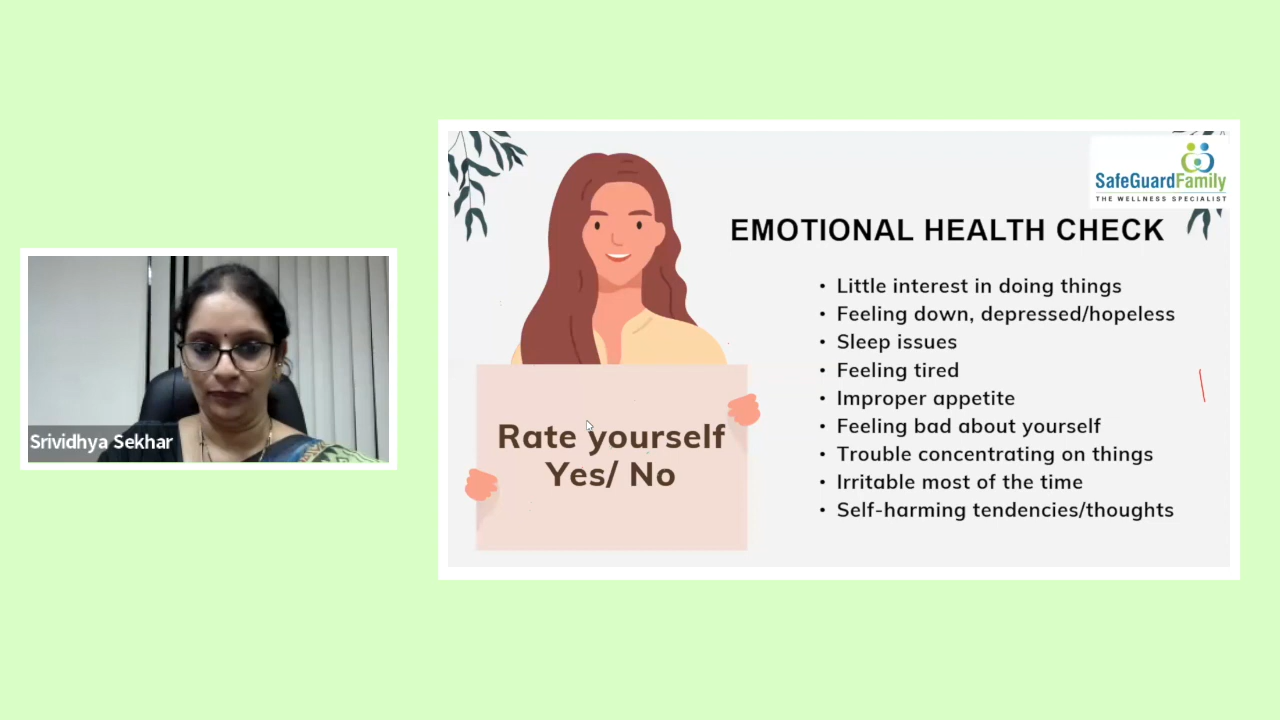 Srividhya Sekhar
SafeGuardFamily
THE WELLNESS SPECIALIST
EMOTIONAL HEALTH CHECK
• Little interest in doing things
• Feeling down, depressed/hopeless
• Sleep issues
• Feeling tired
• Improper appetite
• Feeling bad about yourself
• Trouble concentrating on things
• Irritable most of the time
• Self-harming tendencies/thoughts
Rate yourself
Yes/ No